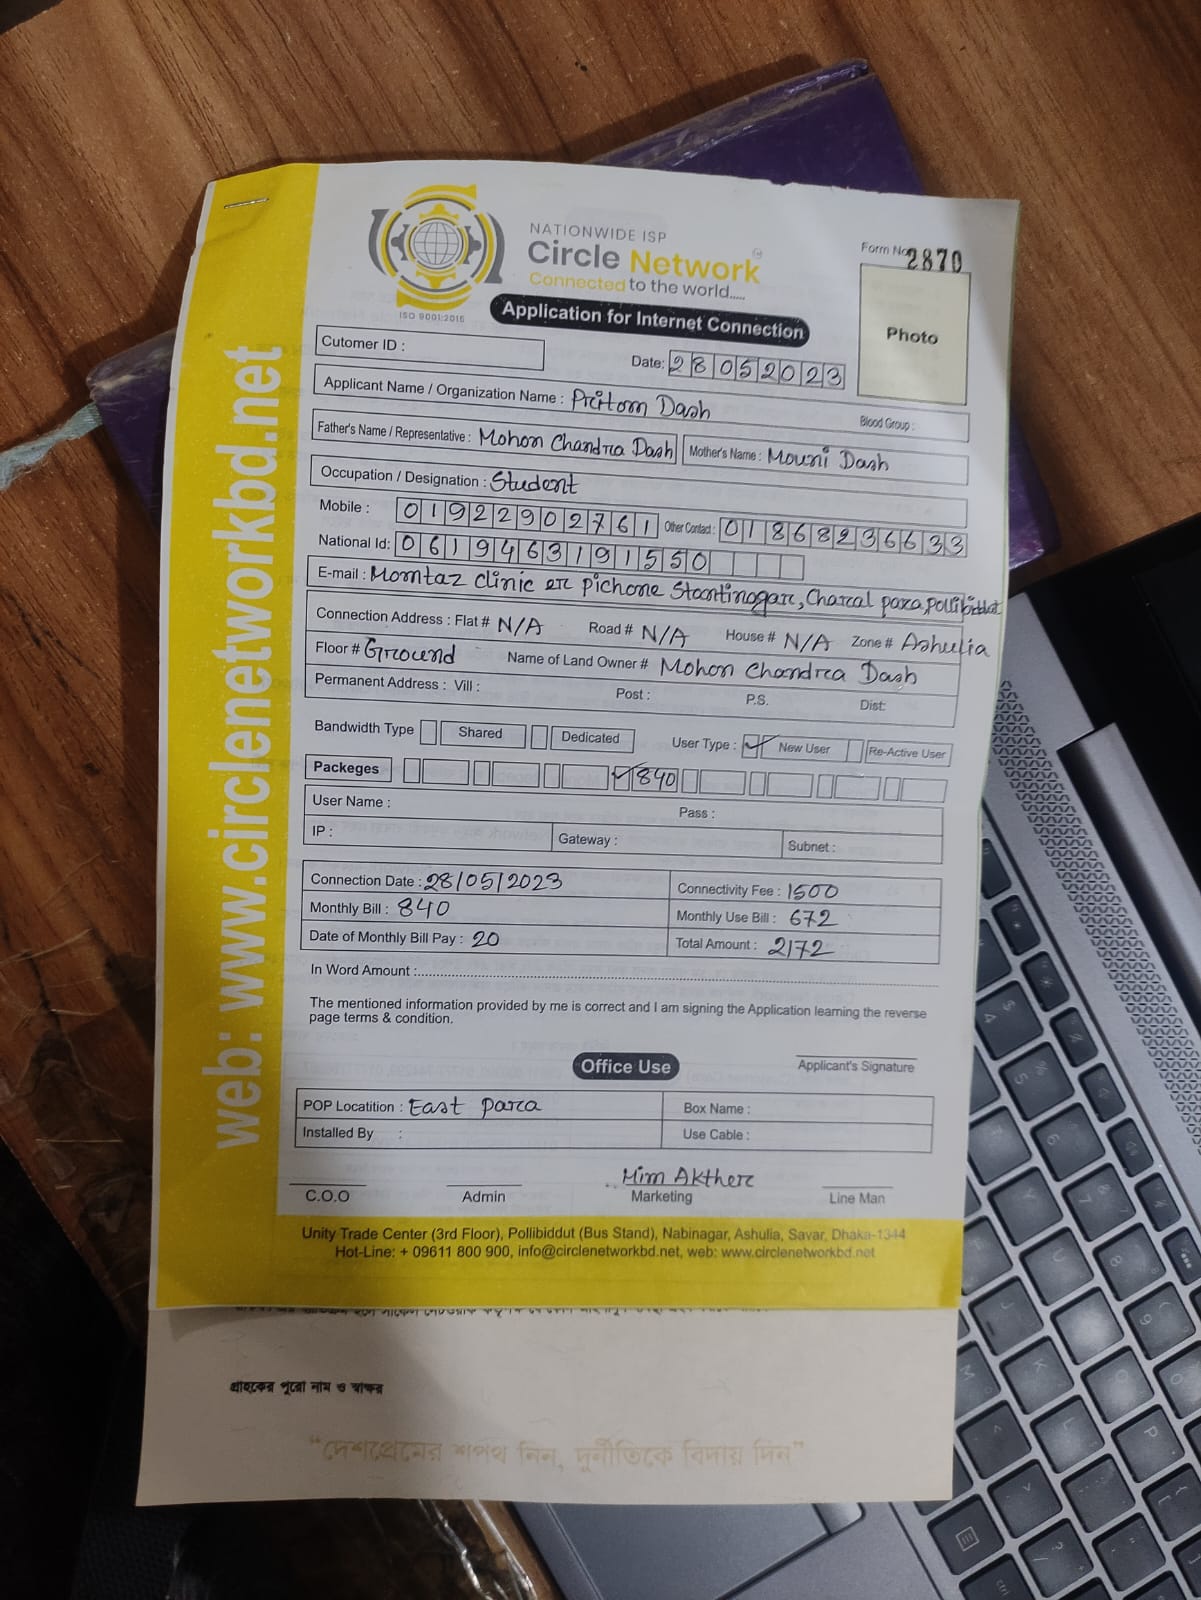 NATIONWIDE ISP
Circle Network
Connected to the world.....
ISO 9001:2015
Form No 2870
Photo
Application for Internet Connection
Cutomer ID :
Date: 28052023
Applicant Name / Organization Name : Pritom Dash Blood Group :
Father's Name / Representative : Mohon Chandra Dash Mother's Name : Mouni Dash
Occupation / Designation : Student
Mobile : 01922902761 Other Contact : 01868236633
National Id: 0619463191550
E-mail : Momtaz clinic er pichone Santinogar, Charal para, Pollibiddut
Connection Address : Flat # N/A Road # N/A House # N/A Zone # Ashulia
Floor # Ground Name of Land Owner # Mohon Chandra Dash
Permanent Address : Vill : Post : P.S. Dist:
Bandwidth Type Shared Dedicated User Type : New User Re-Active User
Packeges 840
User Name : Pass :
IP : Gateway : Subnet :
Connection Date : 28/05/2023 Connectivity Fee : 1500
Monthly Bill : 840 Monthly Use Bill : 672
Date of Monthly Bill Pay : 20 Total Amount : 2172
In Word Amount :
The mentioned information provided by me is correct and I am signing the Application learning the reverse
page terms & condition.
Office Use
Applicant's Signature
POP Locatition : East para Box Name :
Installed By : Use Cable :
Mim Akther
C.O.O Admin Marketing Line Man
Unity Trade Center (3rd Floor), Pollibiddut (Bus Stand), Nabinagar, Ashulia, Savar, Dhaka-1344
Hot-Line: + 09611 800 900, info@circlenetworkbd.net, web: www.circlenetworkbd.net
web: www.circlenetworkbd.net
গ্রাহকের পুরো নাম ও স্বাক্ষর
"দেশপ্রেমের শপথ নিন, দুর্নীতিকে বিদায় দিন"